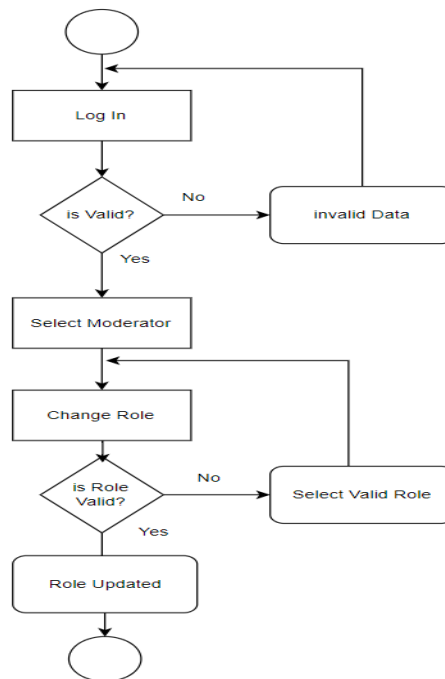 Log In
is Valid?
No
invalid Data
Yes
Select Moderator
Change Role
is Role
Valid?
No
Select Valid Role
Yes
Role Updated